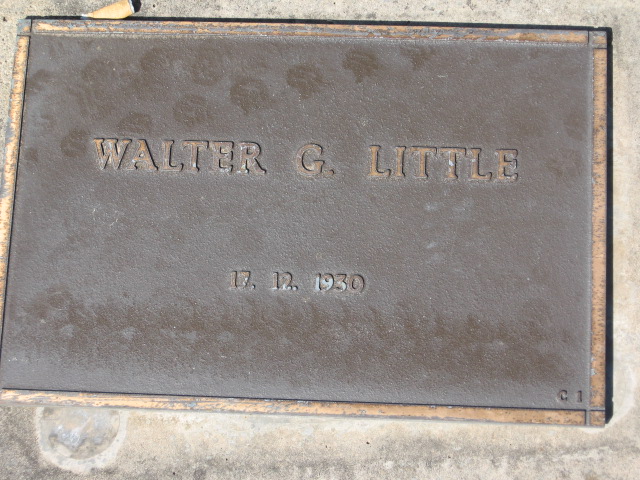 WALTER G. LITTLE
17. 12. 1930
C 1